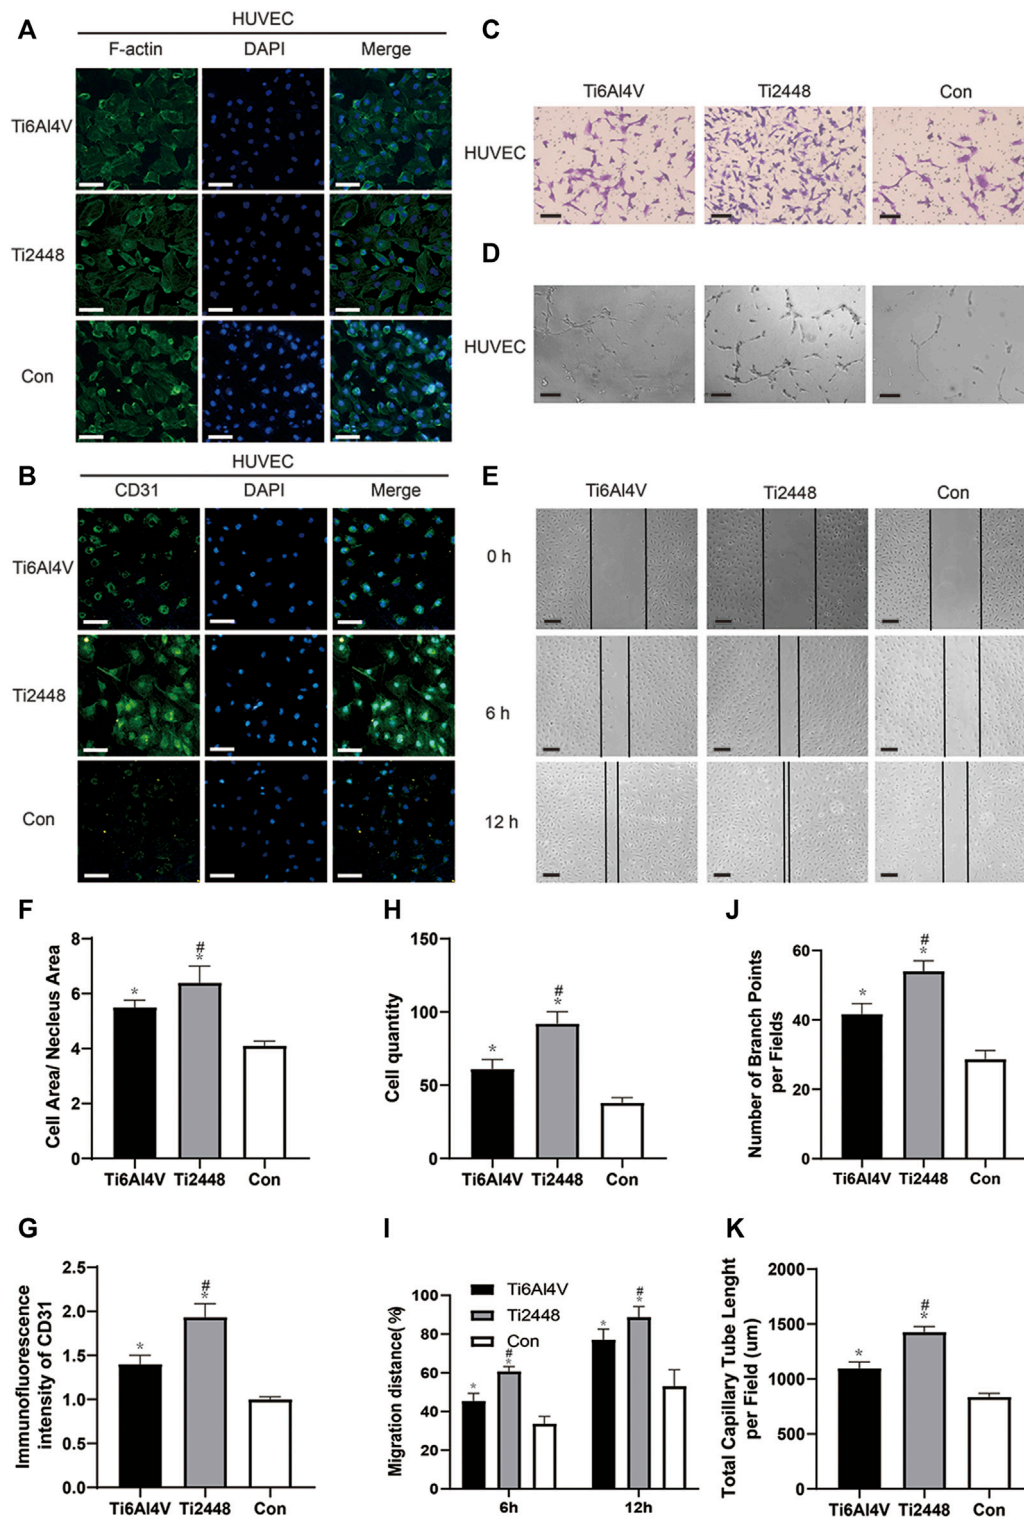 A
HUVEC
F-actin DAPI Merge
Ti6Al4V
Ti2448
Con
B
HUVEC
CD31 DAPI Merge
Ti6Al4V
Ti2448
Con
C
Ti6Al4V Ti2448 Con
HUVEC
D
HUVEC
E
Ti6Al4V Ti2448 Con
0 h
6 h
12 h
F
Cell Area/ Necleus Area
8
6
4
2
0
*
#
*
Ti6Al4V Ti2448 Con
H
Cell quantity
150
100
50
0
*
#
*
Ti6Al4V Ti2448 Con
J
Number of Branch Points
per Fields
60
40
20
0
*
#
*
Ti6Al4V Ti2448 Con
G
Immunofluorescence
intensity of CD31
2.5
2.0
1.5
1.0
0.5
0.0
*
#
*
Ti6Al4V Ti2448 Con
I
Migration distance(%)
100
80
60
40
20
0
Ti6Al4V
Ti2448
Con
*
#
*
*
#
*
6h 12h
K
Total Capillary Tube Lenght
per Field (um)
2000
1500
1000
500
0
*
#
*
Ti6Al4V Ti2448 Con